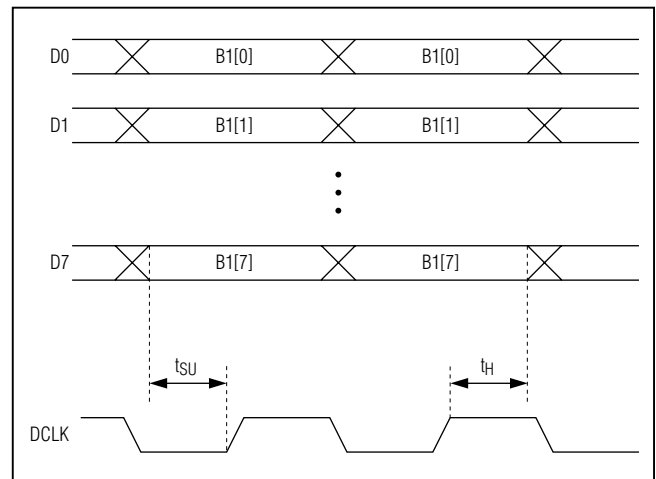 D0 B1[0] B1[0]
D1 B1[1] B1[1]
D7 B1[7] B1[7]
tSU tH
DCLK